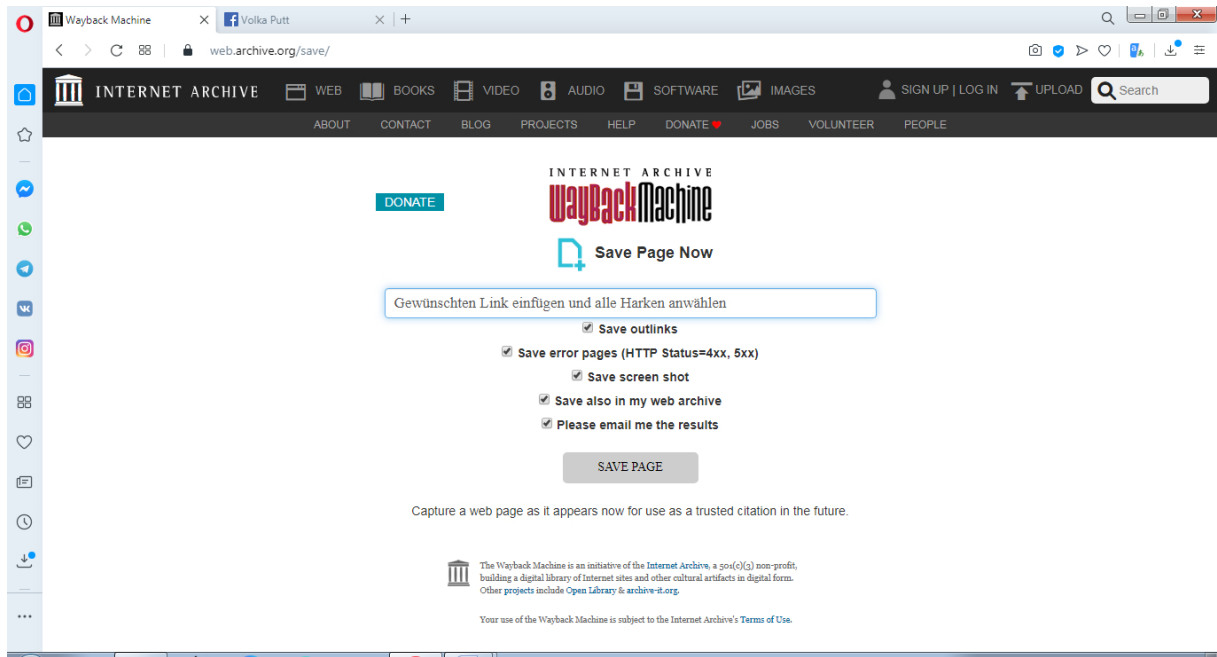 Wayback Machine
Volka Putt
web.archive.org/save/
INTERNET ARCHIVE
WEB BOOKS VIDEO AUDIO SOFTWARE IMAGES
SIGN UP | LOG IN UPLOAD Search
ABOUT CONTACT BLOG PROJECTS HELP DONATE JOBS VOLUNTEER PEOPLE
DONATE
INTERNET ARCHIVE
WayBackMachine
Save Page Now
Gewünschten Link einfügen und alle Harken anwählen
Save outlinks
Save error pages (HTTP Status=4xx, 5xx)
Save screen shot
Save also in my web archive
Please email me the results
SAVE PAGE
Capture a web page as it appears now for use as a trusted citation in the future.
The Wayback Machine is an initiative of the Internet Archive, a 501(c)(3) non-profit,
building a digital library of Internet sites and other cultural artifacts in digital form.
Other projects include Open Library & archive-it.org.
Your use of the Wayback Machine is subject to the Internet Archive's Terms of Use.